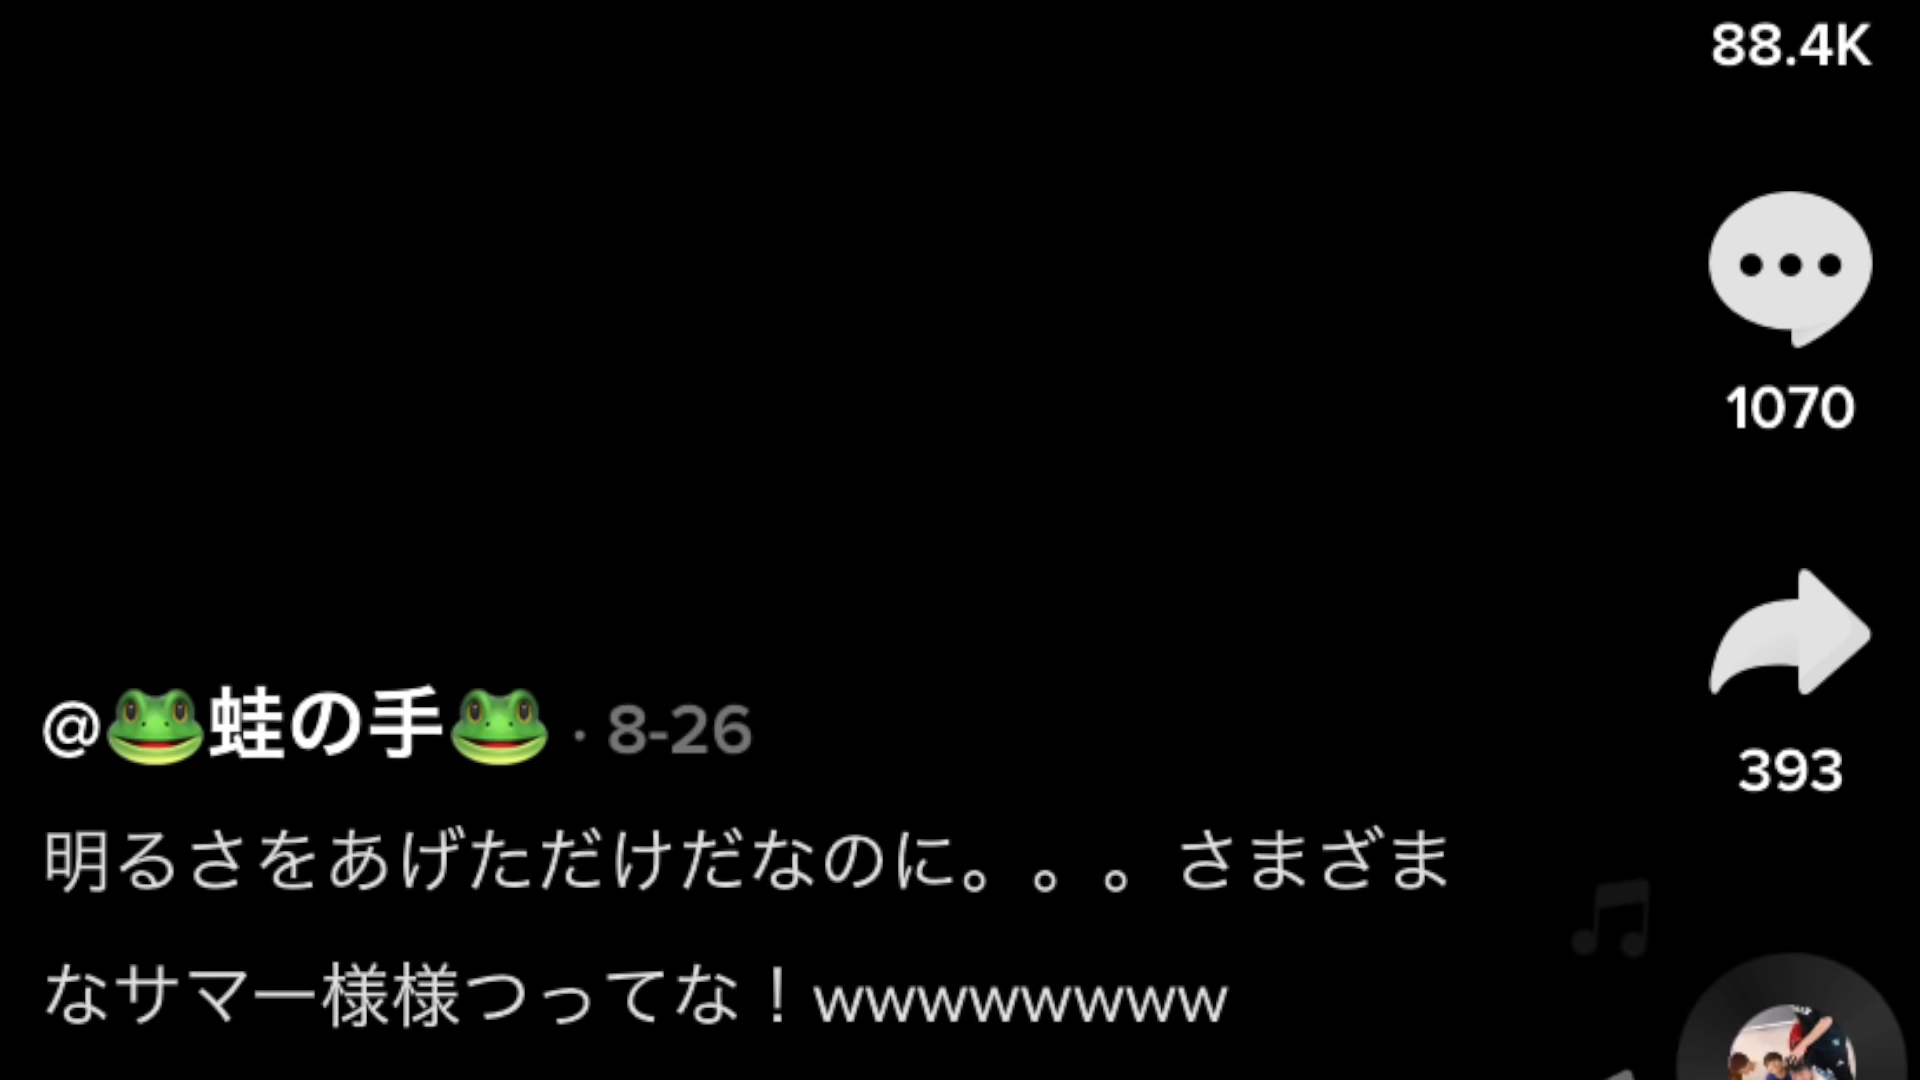 88.4K
1070
393
@🐸蛙の手🐸 · 8-26
明るさをあげただけだなのに。。。さまざま
なサマー様様つってな！wwwwwwww